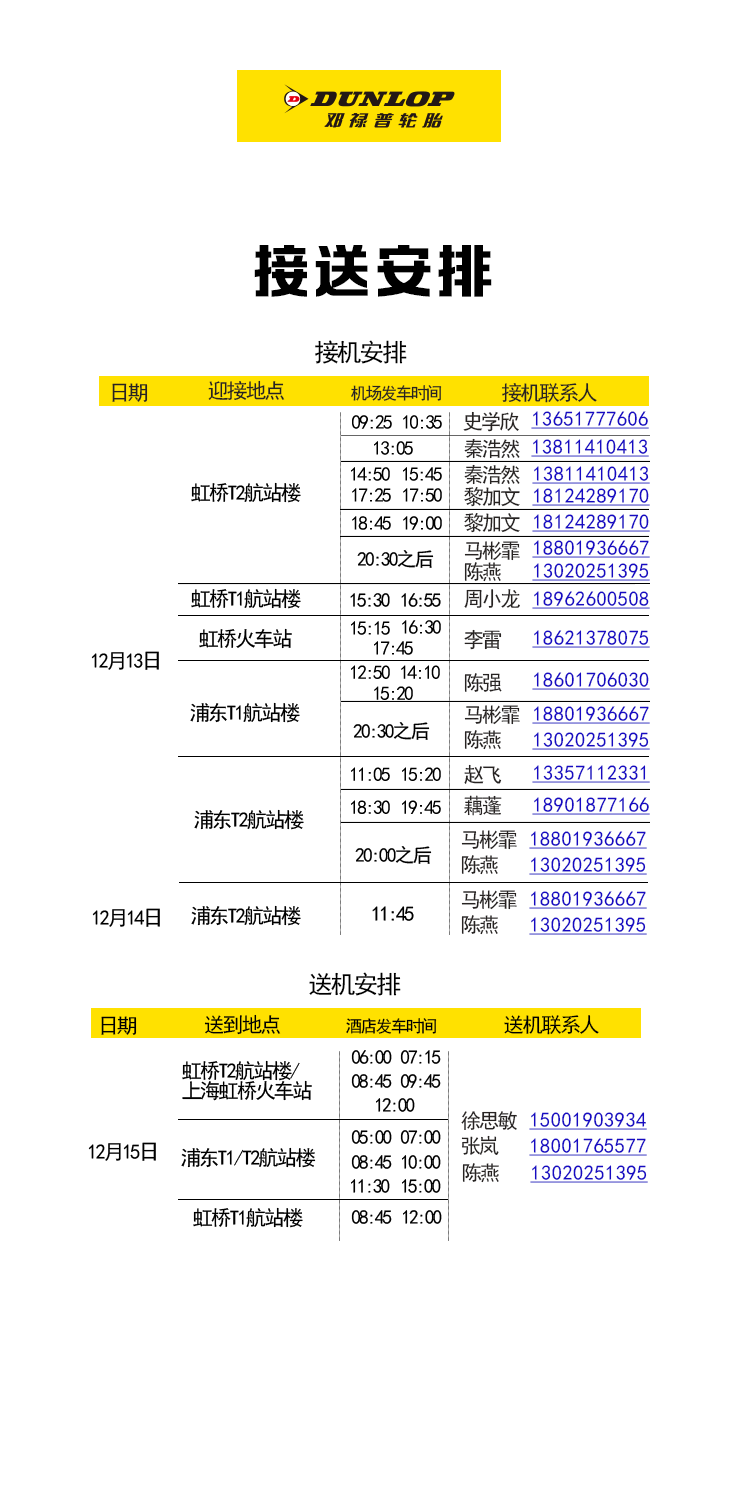 DUNLOP
邓禄普轮胎
接送安排
接机安排
日期 迎接地点 机场发车时间 接机联系人
09:25 10:35 史学欣 13651777606
13:05 秦浩然 13811410413
虹桥T2航站楼
14:50 15:45 秦浩然 13811410413
17:25 17:50 黎加文 18124289170
18:45 19:00 黎加文 18124289170
20:30之后
马彬霏 18801936667
陈燕 13020251395
虹桥T1航站楼 15:30 16:55 周小龙 18962600508
虹桥火车站
15:15 16:30
17:45
李雷 18621378075
12月13日
12:50 14:10
15:20
陈强 18601706030
浦东T1航站楼
20:30之后
马彬霏 18801936667
陈燕 13020251395
11:05 15:20 赵飞 13357112331
浦东T2航站楼
18:30 19:45 藕蓬 18901877166
20:00之后
马彬霏 18801936667
陈燕 13020251395
12月14日 浦东T2航站楼 11:45
马彬霏 18801936667
陈燕 13020251395
送机安排
日期 送到地点 酒店发车时间 送机联系人
虹桥T2航站楼/
上海虹桥火车站
06:00 07:15
08:45 09:45
12:00
12月15日
浦东T1/T2航站楼
05:00 07:00
08:45 10:00
11:30 15:00
徐思敏 15001903934
张岚 18001765577
陈燕 13020251395
虹桥T1航站楼 08:45 12:00